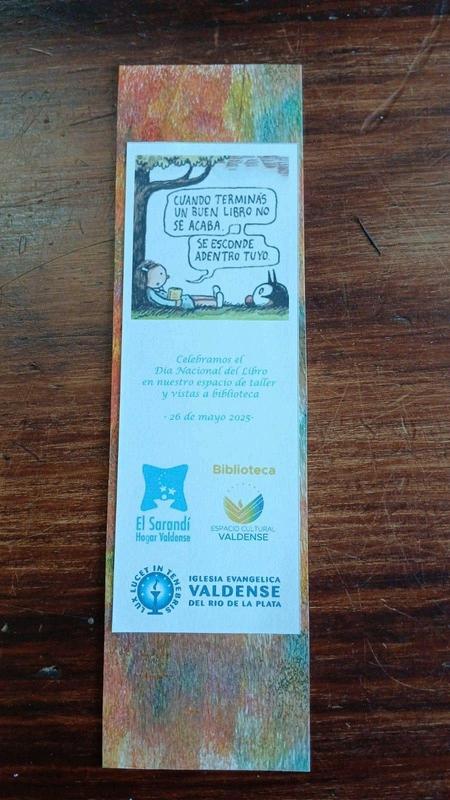 CUANDO TERMINÁS
UN BUEN LIBRO NO
SE ACABA.
SE ESCONDE
ADENTRO TUYO.
Celebramos el
Dia Nacional del Libro
en nuestro espacio de taller
y vistas a biblioteca
- 26 de mayo 2025-
El Sarandí
Hogar Valdense
Biblioteca
ESPACIO CULTURAL
VALDENSE
LUX LUCET IN TENEBRIS
IGLESIA EVANGELICA
VALDENSE
DEL RIO DE LA PLATA